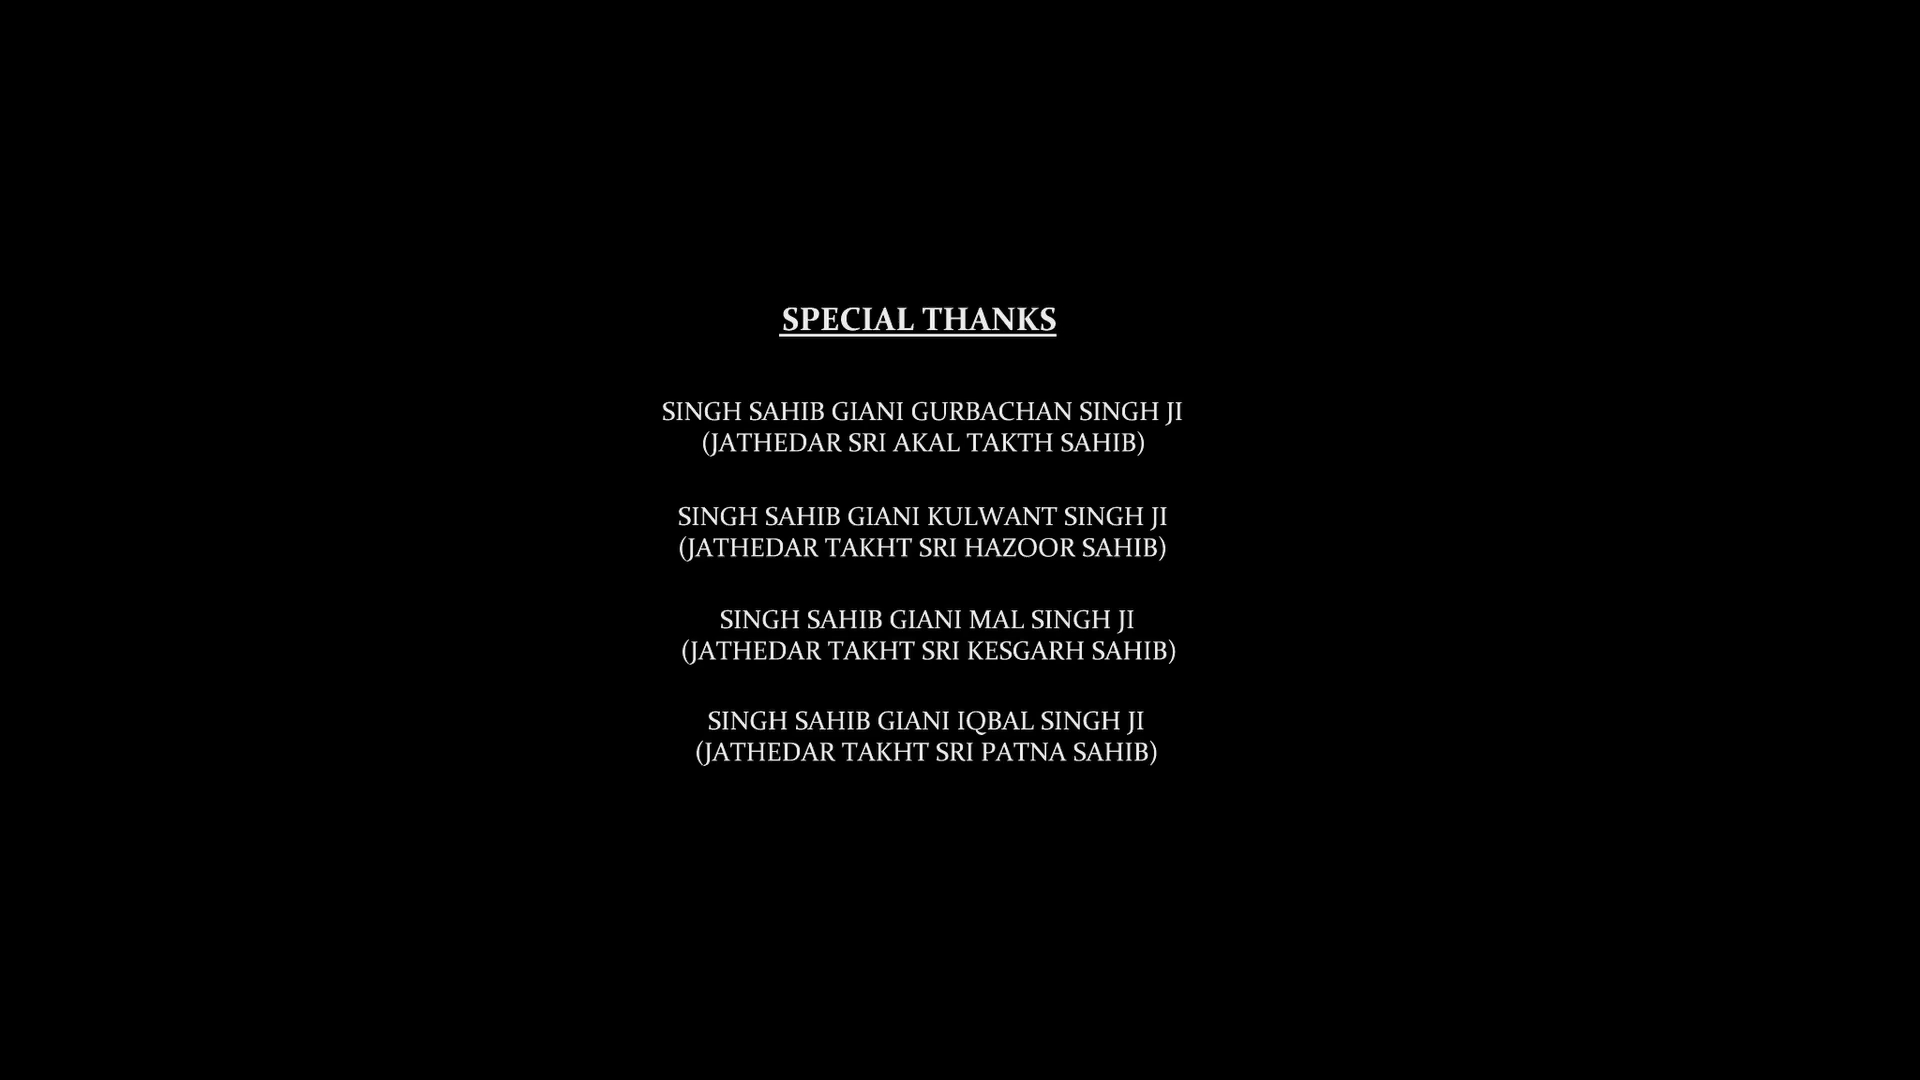 SPECIAL THANKS
SINGH SAHIB GIANI GURBACHAN SINGH JI
(JATHEDAR SRI AKAL TAKTH SAHIB)
SINGH SAHIB GIANI KULWANT SINGH JI
(JATHEDAR TAKHT SRI HAZOOR SAHIB)
SINGH SAHIB GIANI MAL SINGH JI
(JATHEDAR TAKHT SRI KESGARH SAHIB)
SINGH SAHIB GIANI IQBAL SINGH JI
(JATHEDAR TAKHT SRI PATNA SAHIB)